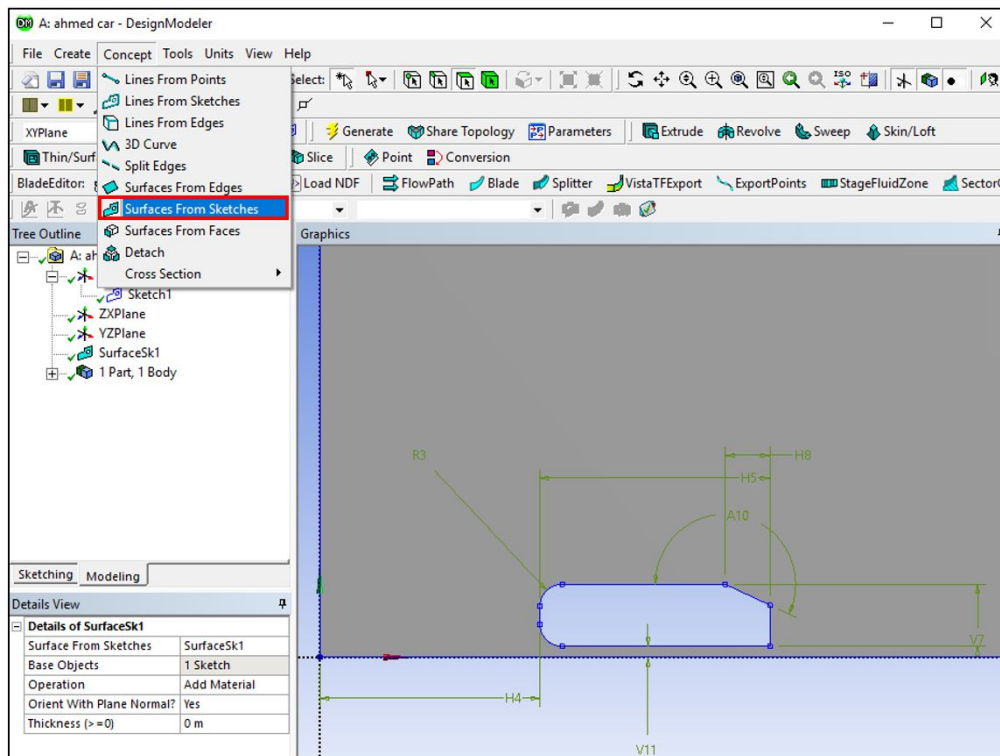 A: ahmed car - DesignModeler
File Create Concept Tools Units View Help
Select:
Lines From Points
Lines From Sketches
Lines From Edges
3D Curve
Split Edges
Surfaces From Edges
Surfaces From Sketches
Surfaces From Faces
Detach
Cross Section
XYPlane
Generate Share Topology Parameters Extrude Revolve Sweep Skin/Loft
Thin/Surf
Slice Point Conversion
BladeEditor:
Load NDF FlowPath Blade Splitter VistaTFExport ExportPoints StageFluidZone Sector
Tree Outline
Graphics
A: ah
Sketch1
ZXPlane
YZPlane
SurfaceSk1
1 Part, 1 Body
Sketching Modeling
Details View
Details of SurfaceSk1
Surface From Sketches SurfaceSk1
Base Objects 1 Sketch
Operation Add Material
Orient With Plane Normal? Yes
Thickness (>=0) 0 m
R3
H8
H5
A10
V7
H4
V11